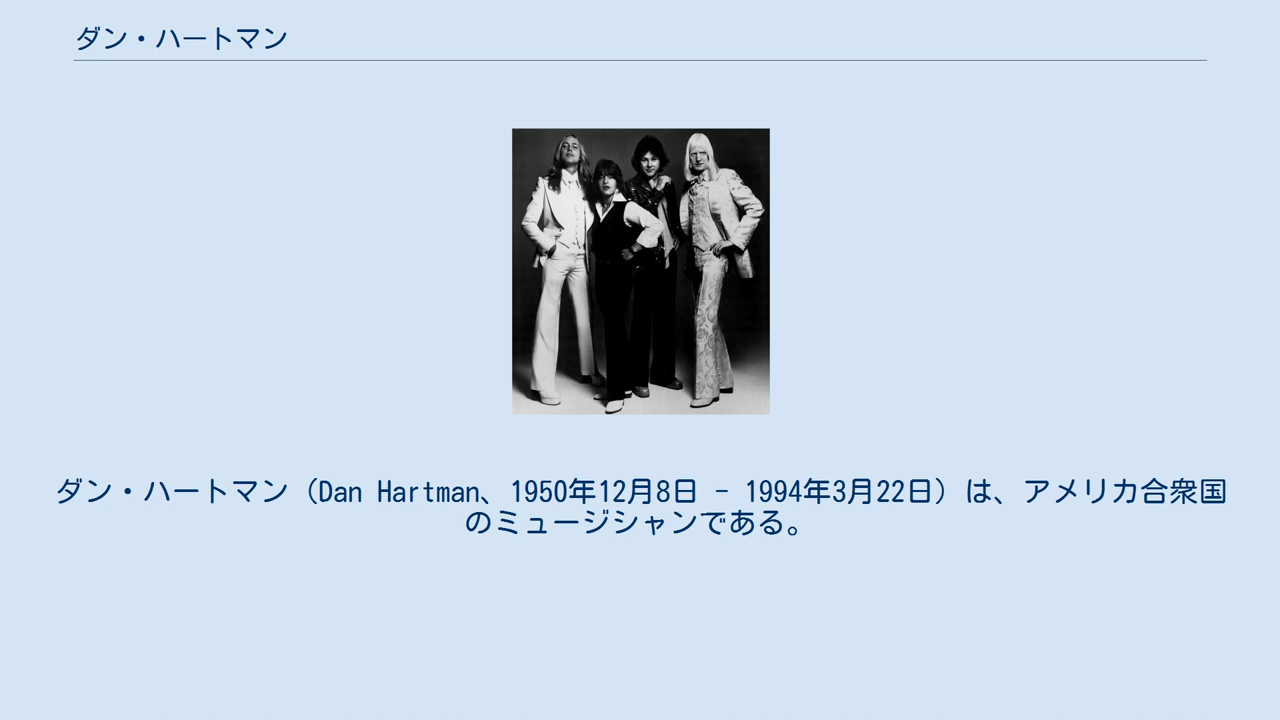 ダン・ハートマン
ダン・ハートマン（Dan Hartman、1950年12月8日 - 1994年3月22日）は、アメリカ合衆国
のミュージシャンである。